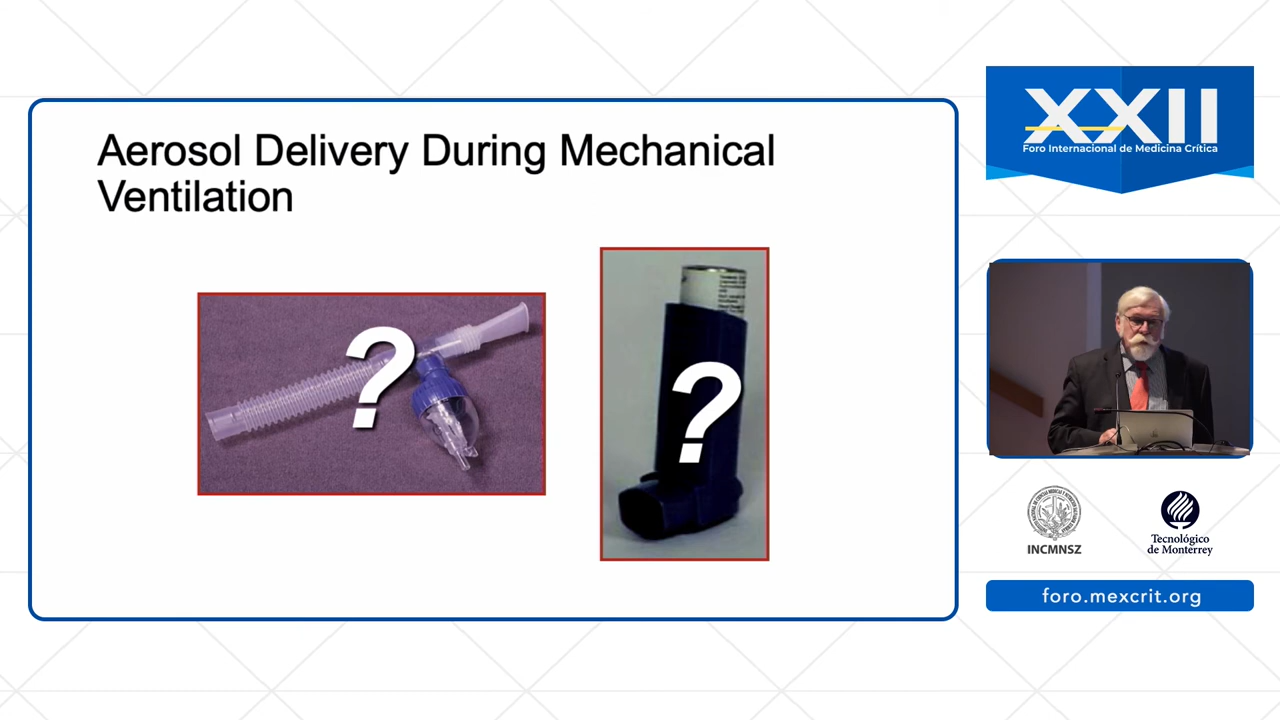 Aerosol Delivery During Mechanical
Ventilation
?
?
XXII
Foro Internacional de Medicina Crítica
INCMNSZ
Tecnológico
de Monterrey
foro.mexcrit.org